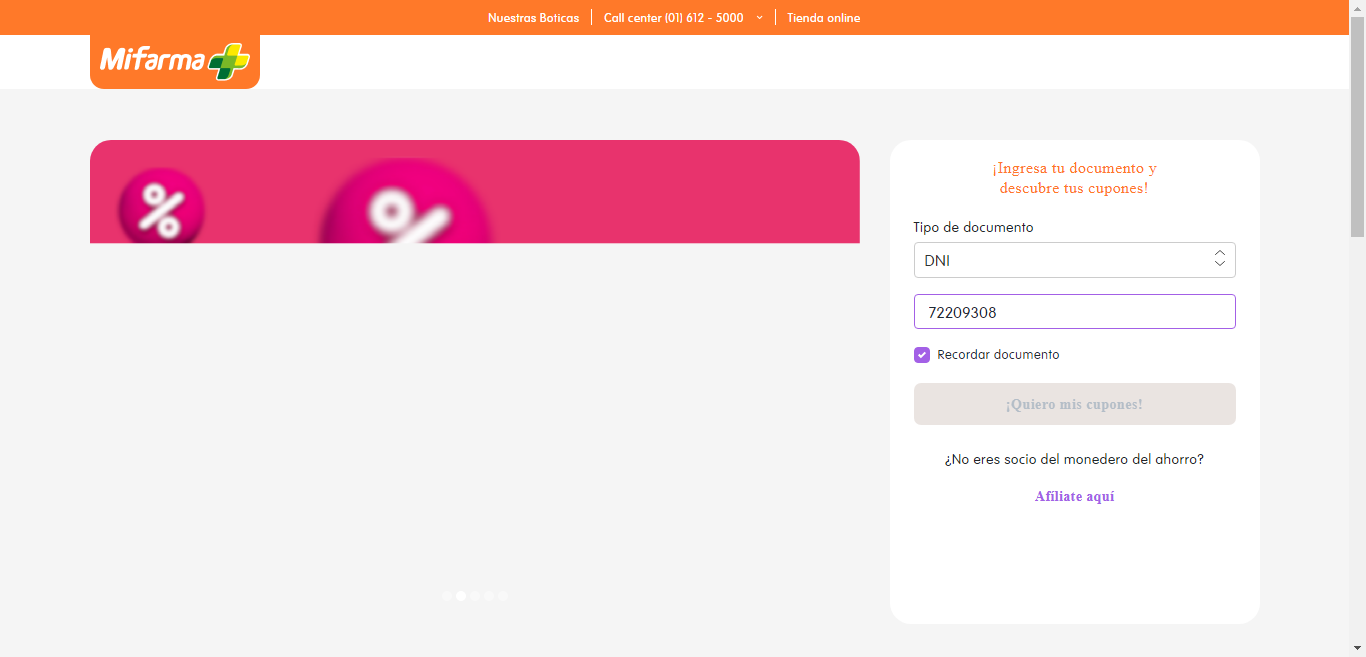 Nuestras Boticas
Call center (01) 612 - 5000
Tienda online
Mifarma
%
%
¡Ingresa tu documento y
descubre tus cupones!
Tipo de documento
DNI
72209308
Recordar documento
¡Quiero mis cupones!
¿No eres socio del monedero del ahorro?
Afíliate aquí